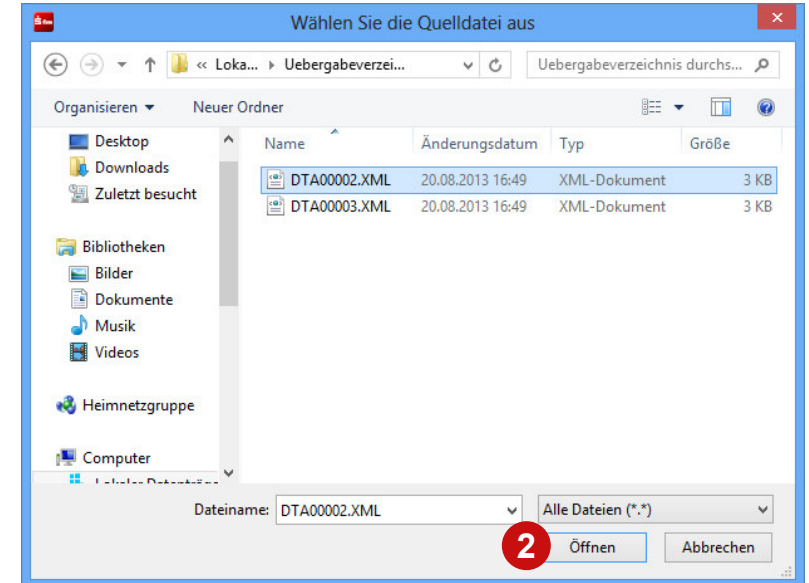 Wählen Sie die Quelldatei aus
« Loka... Uebergabeverzei... Uebergabeverzeichnis durchs...
Organisieren Neuer Ordner
Desktop
Downloads
Zuletzt besucht
Bibliotheken
Bilder
Dokumente
Musik
Videos
Heimnetzgruppe
Computer
Name Änderungsdatum Typ Größe
DTA00002.XML 20.08.2013 16:49 XML-Dokument 3 KB
DTA00003.XML 20.08.2013 16:49 XML-Dokument 3 KB
Dateiname: DTA00002.XML Alle Dateien (*.*)
2 Öffnen Abbrechen